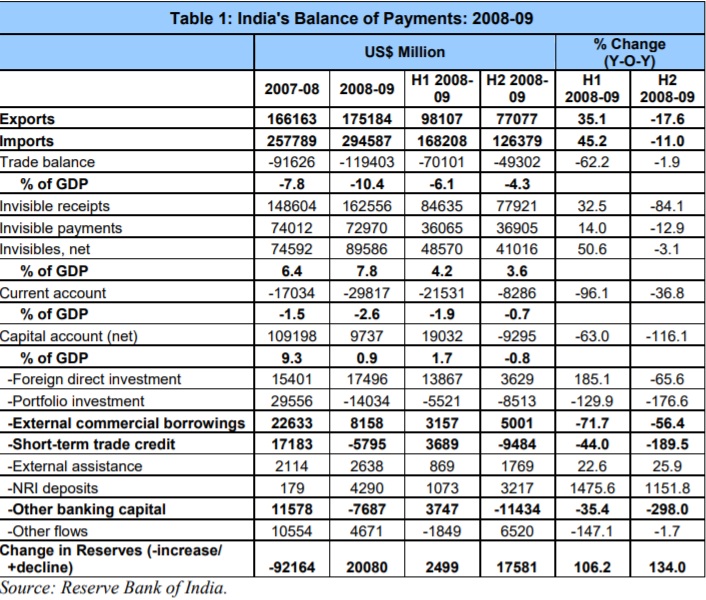 Table 1: India's Balance of Payments: 2008-09
US$ Million % Change
(Y-O-Y)
2007-08 2008-09 H1 2008-09 H2 2008-09 H1 2008-09 H2 2008-09
Exports 166163 175184 98107 77077 35.1 -17.6
Imports 257789 294587 168208 126379 45.2 -11.0
Trade balance -91626 -119403 -70101 -49302 -62.2 -1.9
% of GDP -7.8 -10.4 -6.1 -4.3
Invisible receipts 148604 162556 84635 77921 32.5 -84.1
Invisible payments 74012 72970 36065 36905 14.0 -12.9
Invisibles, net 74592 89586 48570 41016 50.6 -3.1
% of GDP 6.4 7.8 4.2 3.6
Current account -17034 -29817 -21531 -8286 -96.1 -36.8
% of GDP -1.5 -2.6 -1.9 -0.7
Capital account (net) 109198 9737 19032 -9295 -63.0 -116.1
% of GDP 9.3 0.9 1.7 -0.8
-Foreign direct investment 15401 17496 13867 3629 185.1 -65.6
-Portfolio investment 29556 -14034 -5521 -8513 -129.9 -176.6
-External commercial borrowings 22633 8158 3157 5001 -71.7 -56.4
-Short-term trade credit 17183 -5795 3689 -9484 -44.0 -189.5
-External assistance 2114 2638 869 1769 22.6 25.9
-NRI deposits 179 4290 1073 3217 1475.6 1151.8
-Other banking capital 11578 -7687 3747 -11434 -35.4 -298.0
-Other flows 10554 4671 -1849 6520 -147.1 -1.7
Change in Reserves (-increase/
+decline) -92164 20080 2499 17581 106.2 134.0
Source: Reserve Bank of India.